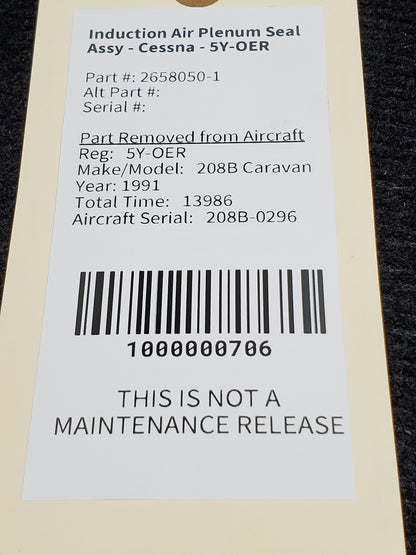 Induction Air Plenum Seal
Assy - Cessna - 5Y-OER
Part #: 2658050-1
Alt Part #:
Serial #:
Part Removed from Aircraft
Reg: 5Y-OER
Make/Model: 208B Caravan
Year: 1991
Total Time: 13986
Aircraft Serial: 208B-0296
1000000706
THIS IS NOT A
MAINTENANCE RELEASE